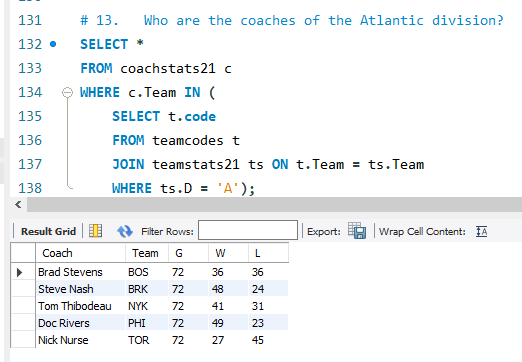 131 # 13. Who are the coaches of the Atlantic division?
132 SELECT *
133 FROM coachstats21 c
134 WHERE c.Team IN (
135 SELECT t.code
136 FROM teamcodes t
137 JOIN teamstats21 ts ON t.Team = ts.Team
138 WHERE ts.D = 'A');
Result Grid Filter Rows: Export: Wrap Cell Content: IA
Coach Team G W L
Brad Stevens BOS 72 36 36
Steve Nash BRK 72 48 24
Tom Thibodeau NYK 72 41 31
Doc Rivers PHI 72 49 23
Nick Nurse TOR 72 27 45